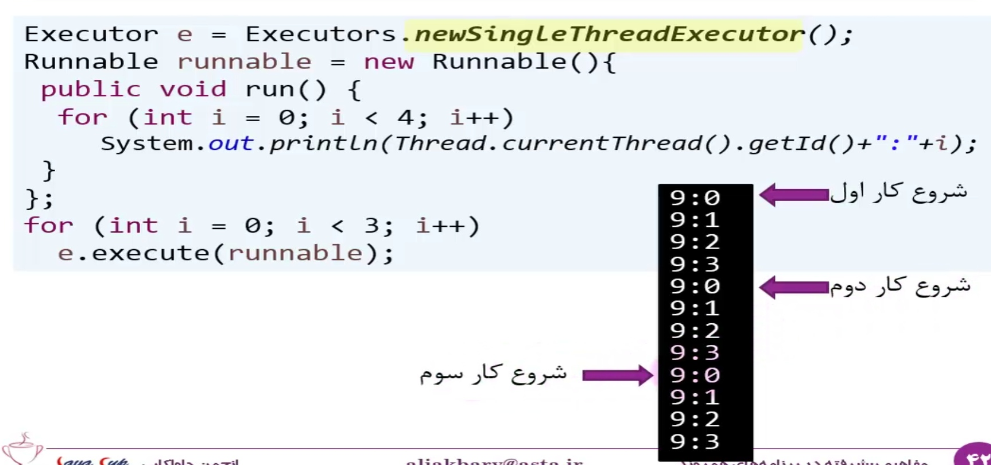 Executor e = Executors.newSingleThreadExecutor();
Runnable runnable = new Runnable(){
public void run() {
for (int i = 0; i < 4; i++)
System.out.println(Thread.currentThread().getId()+":"+i);
}
};
for (int i = 0; i < 3; i++)
e.execute(runnable);
9:0
شروع کار اول
9:1
9:2
9:3
9:0
شروع کار دوم
9:1
9:2
9:3
شروع کار سوم
9:0
9:1
9:2
9:3
aliakbary@asta.ir
۴۲